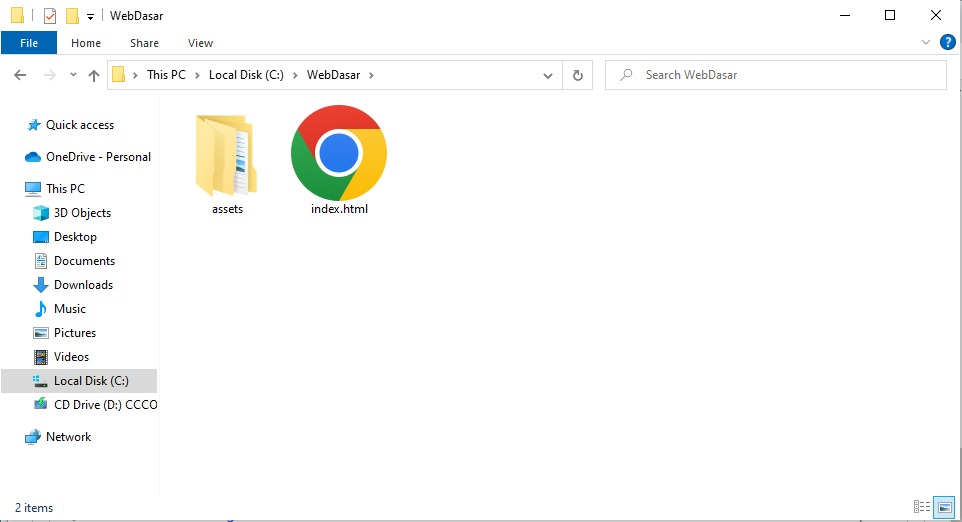 WebDasar
File Home Share View
This PC Local Disk (C:) WebDasar
Search WebDasar
Quick access
OneDrive - Personal
This PC
3D Objects
Desktop
Documents
Downloads
Music
Pictures
Videos
Local Disk (C:)
CD Drive (D:) CCCO
Network
assets
index.html
2 items